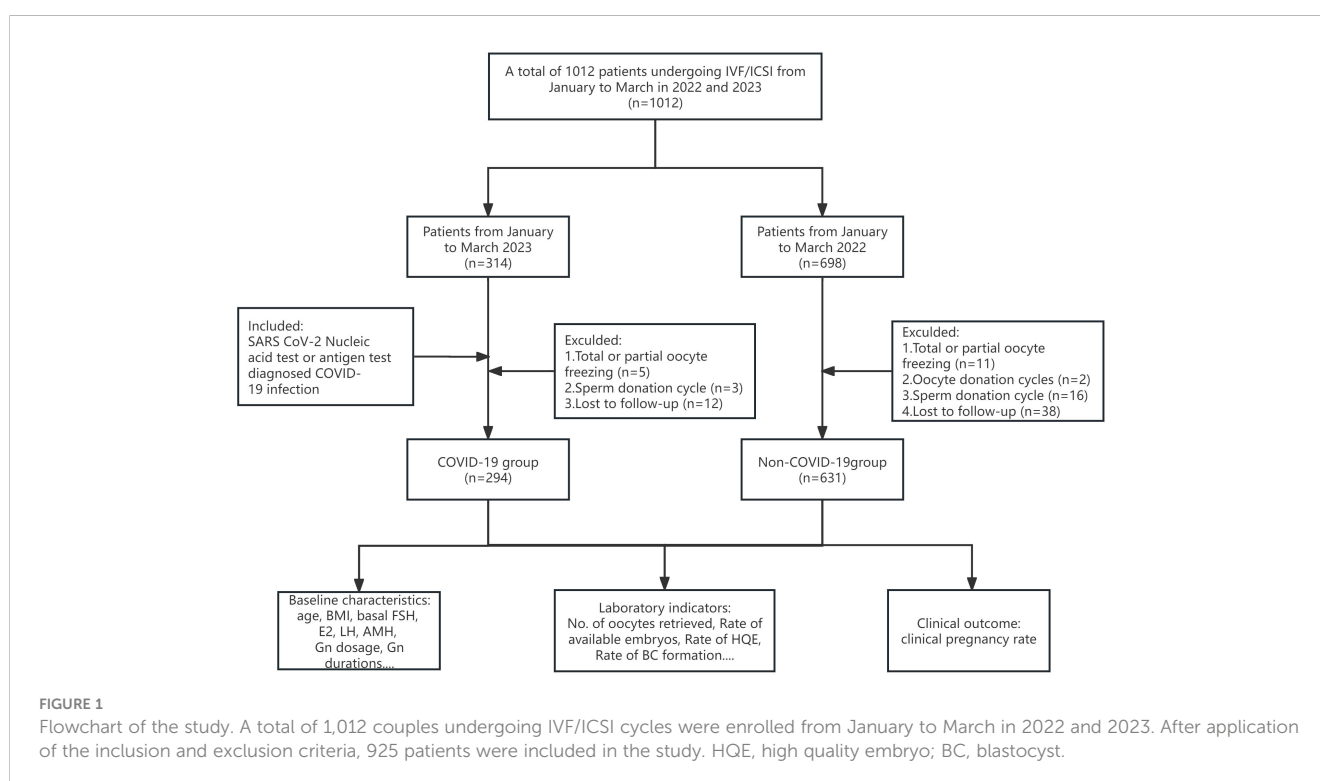 A total of 1012 patients undergoing IVF/ICSI from
January to March in 2022 and 2023
(n=1012)
Patients from January
to March 2023
(n=314)
Patients from January
to March 2022
(n=698)
Included:
SARS CoV-2 Nucleic
acid test or antigen test
diagnosed COVID-
19 infection
Exculded:
1.Total or partial oocyte
freezing (n=5)
2.Sperm donation cycle (n=3)
3.Lost to follow-up (n=12)
Exculded:
1.Total or partial oocyte
freezing (n=11)
2.Oocyte donation cycles (n=2)
3.Sperm donation cycle (n=16)
4.Lost to follow-up (n=38)
COVID-19 group
(n=294)
Non-COVID-19group
(n=631)
Baseline characteristics:
age, BMI, basal FSH,
E2, LH, AMH,
Gn dosage, Gn
durations....
Laboratory indicators:
No. of oocytes retrieved, Rate of
available embryos, Rate of HQE,
Rate of BC formation....
Clinical outcome:
clinical pregnancy rate
FIGURE 1
Flowchart of the study. A total of 1,012 couples undergoing IVF/ICSI cycles were enrolled from January to March in 2022 and 2023. After application
of the inclusion and exclusion criteria, 925 patients were included in the study. HQE, high quality embryo; BC, blastocyst.